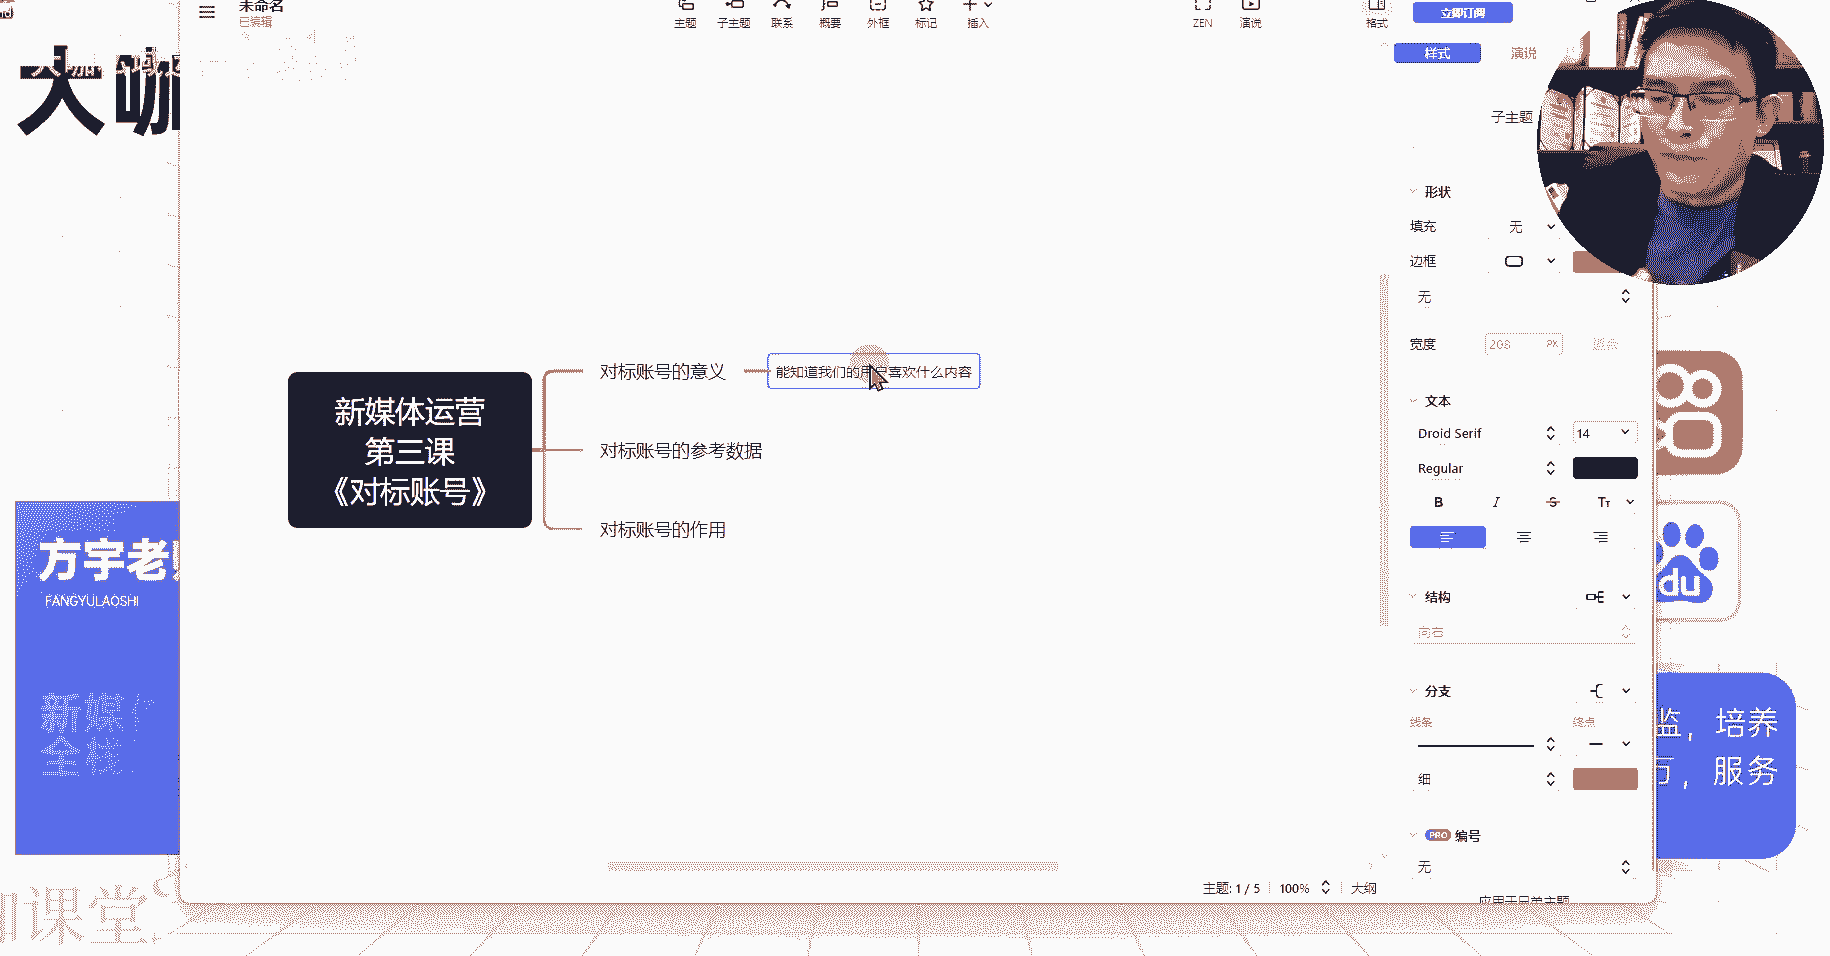 未命名
已编辑
主题
子主题
联系
概要
外框
标记
插入
ZEN
演说
格式
立即订阅
大咖
样式
演说
子主题
形状
填充
无
边框
无
宽度
208
PX
对标账号的意义
能知道我们的用户喜欢什么内容
新媒体运营
第三课
《对标账号》
对标账号的参考数据
对标账号的作用
文本
Droid Serif
14
Regular
B
I
S
Tт
方宇老
FANGYULAOSHI
du
结构
向右
新媒
全栈
分支
线条
终点
细
监，培养
万，服务
PRO 编号
无
课堂
主题: 1 / 5
100%
大纲